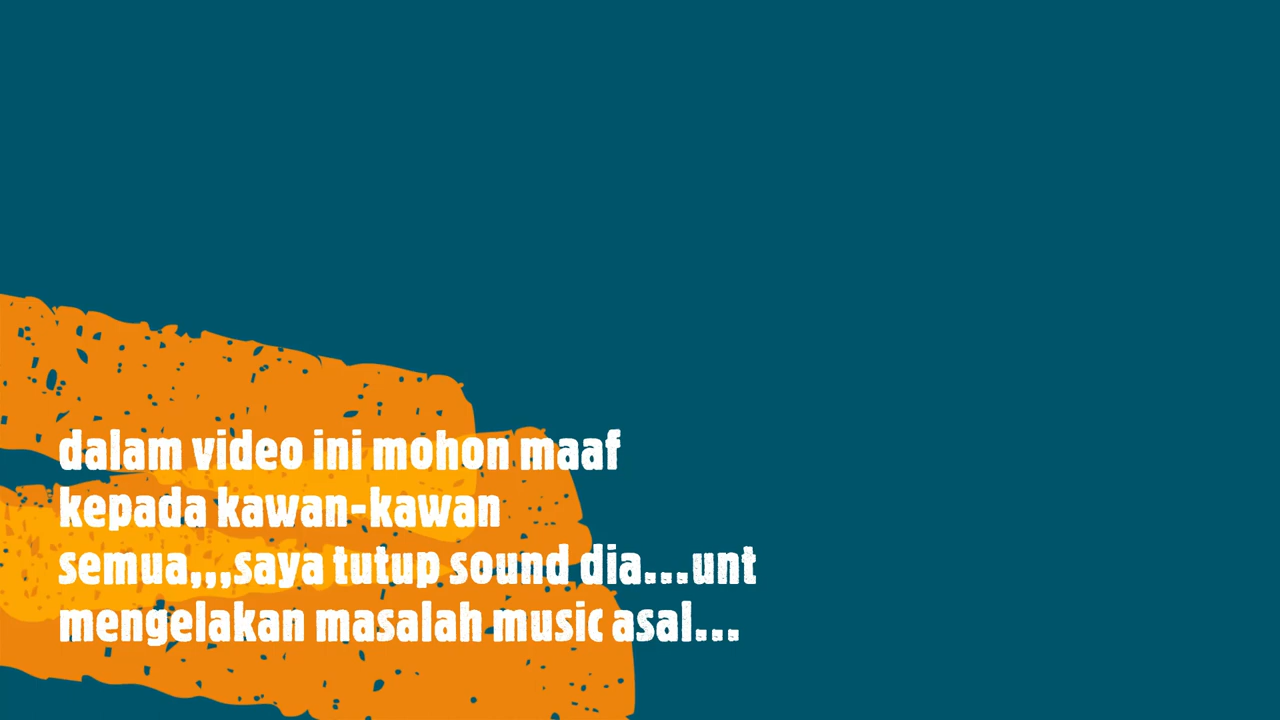 dalam video ini mohon maaf
kepada kawan-kawan
semua,,,saya tutup sound dia...unt
mengelakan masalah music asal...